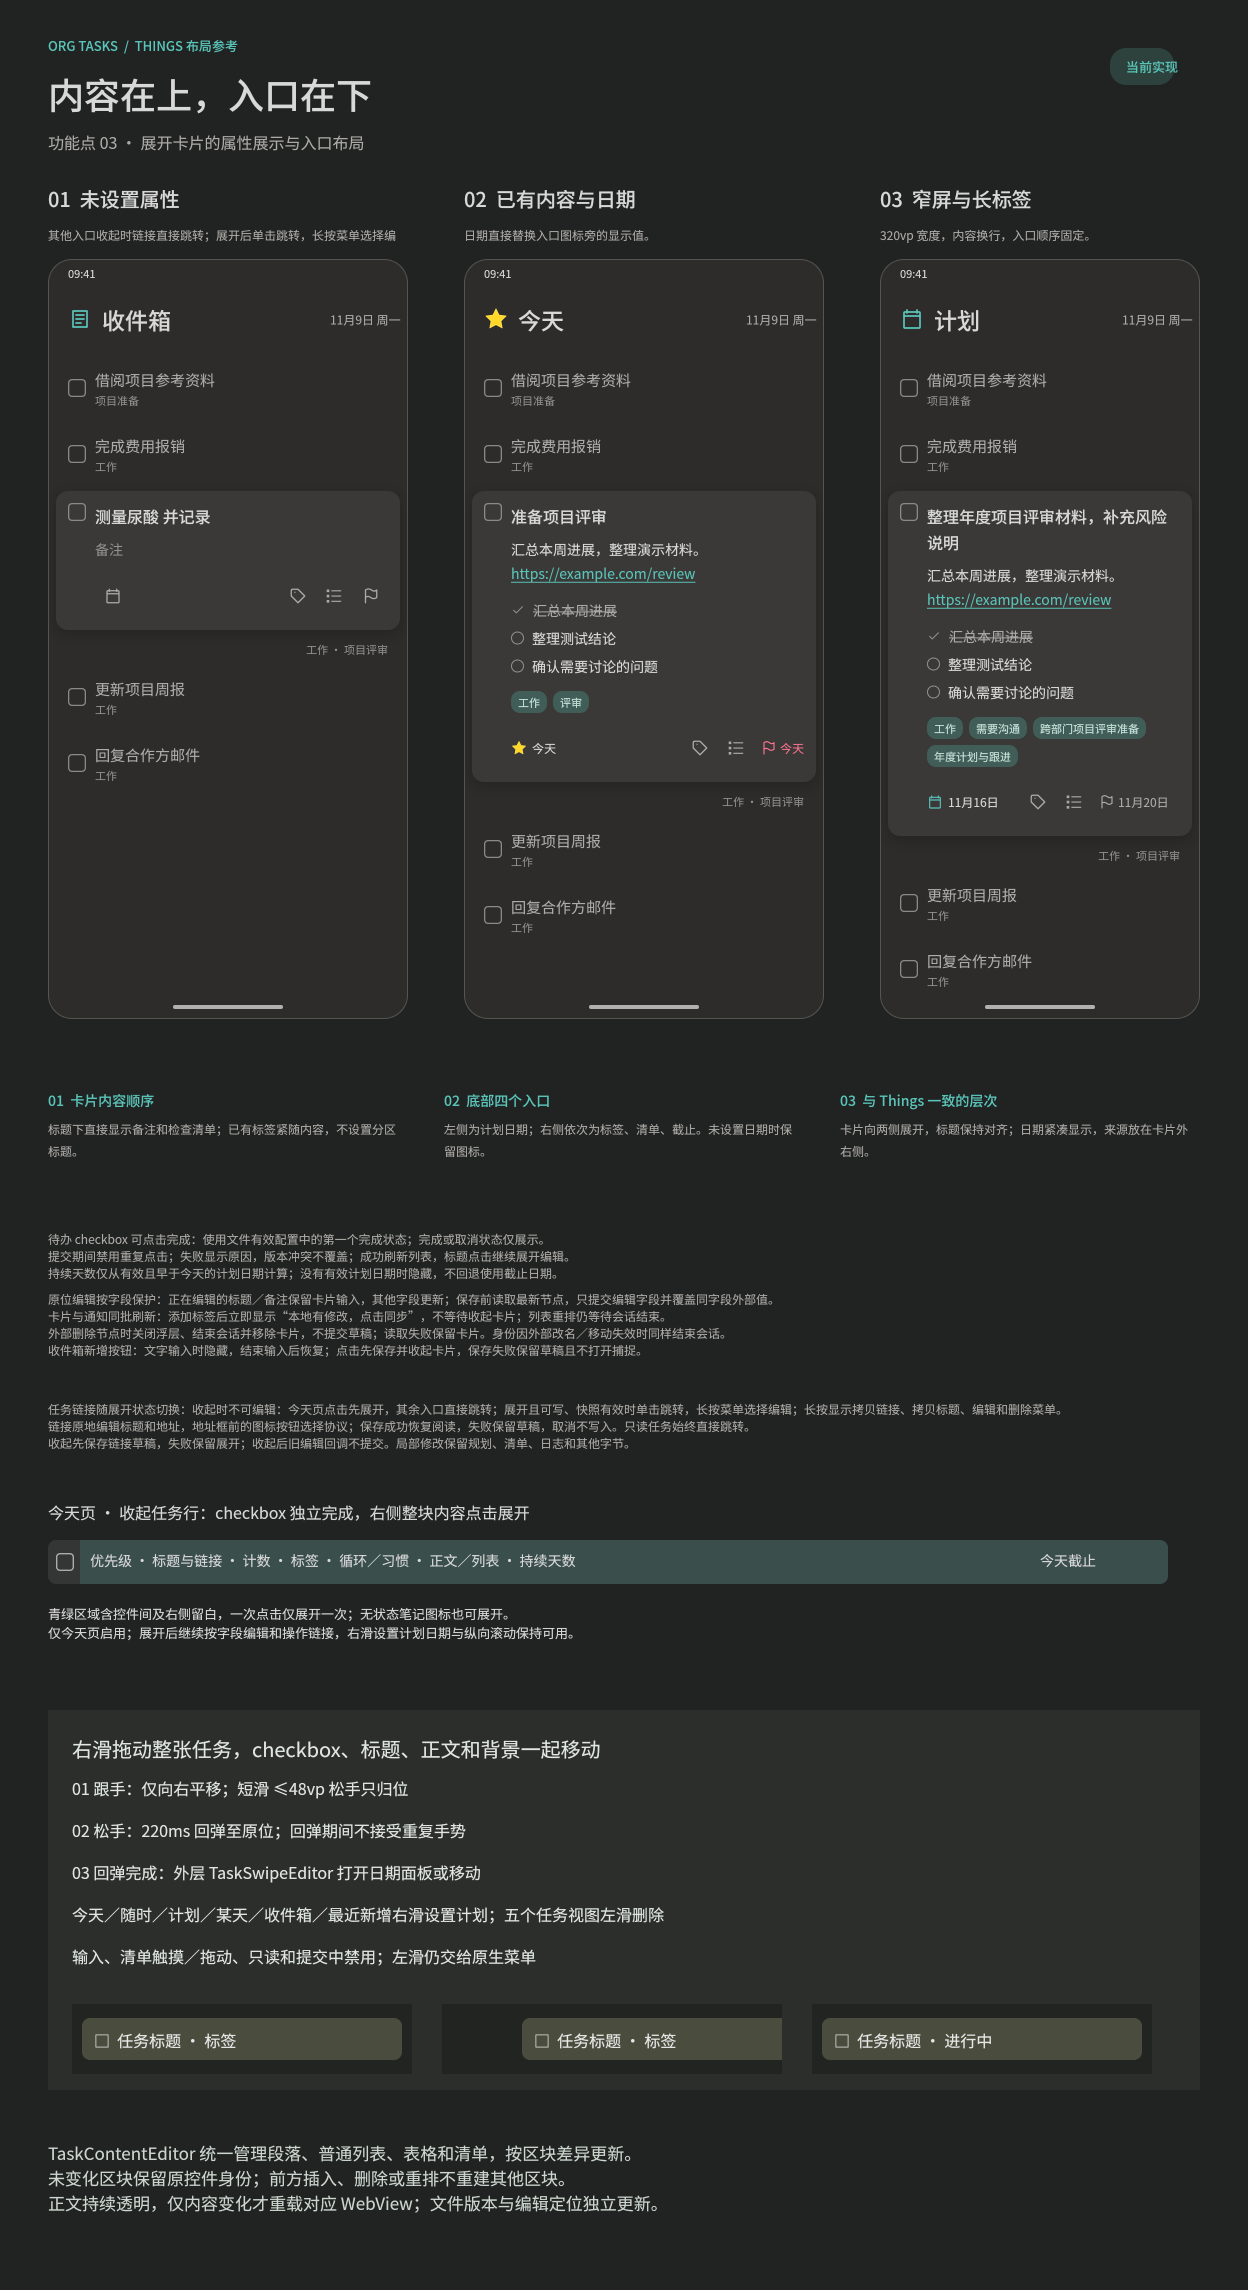 ORG TASKS / THINGS 布局参考
当前实现
内容在上，入口在下
功能点 03 · 展开卡片的属性展示与入口布局
01 未设置属性
其他入口收起时链接直接跳转；展开后单击跳转，长按菜单选择编
09:41
收件箱
11月9日 周一
借阅项目参考资料
项目准备
完成费用报销
工作
测量尿酸 并记录
备注
工作 · 项目评审
更新项目周报
工作
回复合作方邮件
工作
02 已有内容与日期
日期直接替换入口图标旁的显示值。
09:41
今天
11月9日 周一
借阅项目参考资料
项目准备
完成费用报销
工作
准备项目评审
汇总本周进展，整理演示材料。
https://example.com/review
汇总本周进展
整理测试结论
确认需要讨论的问题
工作 评审
今天 今天
工作 · 项目评审
更新项目周报
工作
回复合作方邮件
工作
03 窄屏与长标签
320vp 宽度，内容换行，入口顺序固定。
09:41
计划
11月9日 周一
借阅项目参考资料
项目准备
完成费用报销
工作
整理年度项目评审材料，补充风险
说明
汇总本周进展，整理演示材料。
https://example.com/review
汇总本周进展
整理测试结论
确认需要讨论的问题
工作 需要沟通 跨部门项目评审准备
年度计划与跟进
11月16日 11月20日
工作 · 项目评审
更新项目周报
工作
回复合作方邮件
工作
01 卡片内容顺序
标题下直接显示备注和检查清单；已有标签紧随内容，不设置分区
标题。
02 底部四个入口
左侧为计划日期；右侧依次为标签、清单、截止。未设置日期时保
留图标。
03 与 Things 一致的层次
卡片向两侧展开，标题保持对齐；日期紧凑显示，来源放在卡片外
右侧。
待办 checkbox 可点击完成：使用文件有效配置中的第一个完成状态；完成或取消状态仅展示。
提交期间禁用重复点击；失败显示原因，版本冲突不覆盖；成功刷新列表，标题点击继续展开编辑。
持续天数仅从有效且早于今天的计划日期计算；没有有效计划日期时隐藏，不回退使用截止日期。
原位编辑按字段保护：正在编辑的标题／备注保留卡片输入，其他字段更新；保存前读取最新节点，只提交编辑字段并覆盖同字段外部值。
卡片与通知同批刷新：添加标签后立即显示“本地有修改，点击同步”，不等待收起卡片；列表重排仍等待会话结束。
外部删除节点时关闭浮层、结束会话并移除卡片，不提交草稿；读取失败保留卡片。身份因外部改名／移动失效时同样结束会话。
收件箱新增按钮：文字输入时隐藏，结束输入后恢复；点击先保存并收起卡片，保存失败保留草稿且不打开捕捉。
任务链接随展开状态切换：收起时不可编辑：今天页点击先展开，其余入口直接跳转；展开且可写、快照有效时单击跳转，长按菜单选择编辑；长按显示拷贝链接、拷贝标题、编辑和删除菜单。
链接原地编辑标题和地址，地址框前的图标按钮选择协议；保存成功恢复阅读，失败保留草稿，取消不写入。只读任务始终直接跳转。
收起先保存链接草稿，失败保留展开；收起后旧编辑回调不提交。局部修改保留规划、清单、日志和其他字节。
今天页 · 收起任务行：checkbox 独立完成，右侧整块内容点击展开
优先级 · 标题与链接 · 计数 · 标签 · 循环／习惯 · 正文／列表 · 持续天数 今天截止
青绿区域含控件间及右侧留白，一次点击仅展开一次；无状态笔记图标也可展开。
仅今天页启用；展开后继续按字段编辑和操作链接，右滑设置计划日期与纵向滚动保持可用。
右滑拖动整张任务，checkbox、标题、正文和背景一起移动
01 跟手：仅向右平移；短滑 ≤48vp 松手只归位
02 松手：220ms 回弹至原位；回弹期间不接受重复手势
03 回弹完成：外层 TaskSwipeEditor 打开日期面板或移动
今天／随时／计划／某天／收件箱／最近新增右滑设置计划；五个任务视图左滑删除
输入、清单触摸／拖动、只读和提交中禁用；左滑仍交给原生菜单
□ 任务标题 · 标签
□ 任务标题 · 标签
□ 任务标题 · 进行中
TaskContentEditor 统一管理段落、普通列表、表格和清单，按区块差异更新。
未变化区块保留原控件身份；前方插入、删除或重排不重建其他区块。
正文持续透明，仅内容变化才重载对应 WebView；文件版本与编辑定位独立更新。